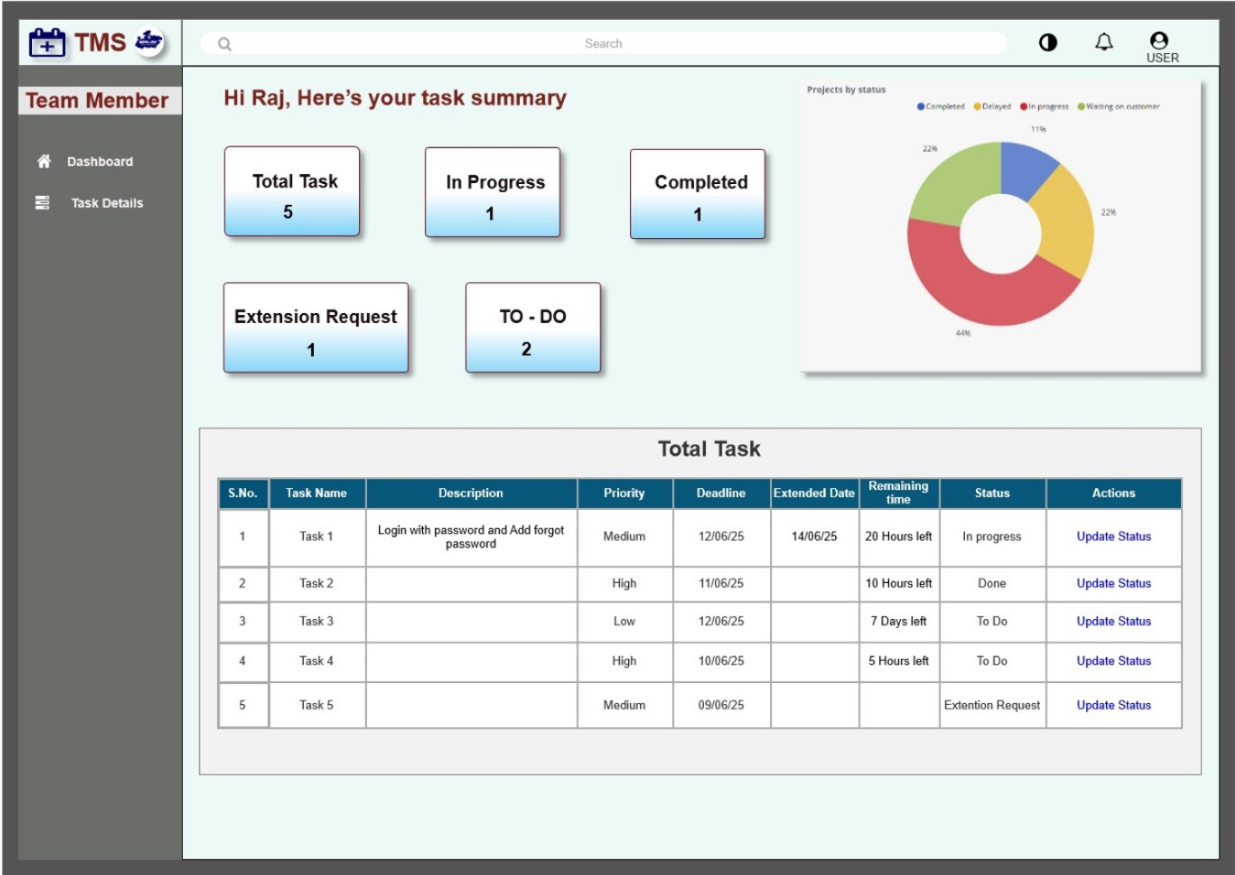 TMS
Search
USER
Team Member
Dashboard
Task Details
Hi Raj, Here's your task summary
Total Task
5
In Progress
1
Completed
1
Extension Request
1
TO - DO
2
Projects by status
Completed Delayed In progress Waiting on customer
11%
22%
22%
44%
Total Task
S.No. Task Name Description Priority Deadline Extended Date Remaining time Status Actions
1 Task 1 Login with password and Add forgot password Medium 12/06/25 14/06/25 20 Hours left In progress Update Status
2 Task 2 High 11/06/25 10 Hours left Done Update Status
3 Task 3 Low 12/06/25 7 Days left To Do Update Status
4 Task 4 High 10/06/25 5 Hours left To Do Update Status
5 Task 5 Medium 09/06/25 Extention Request Update Status